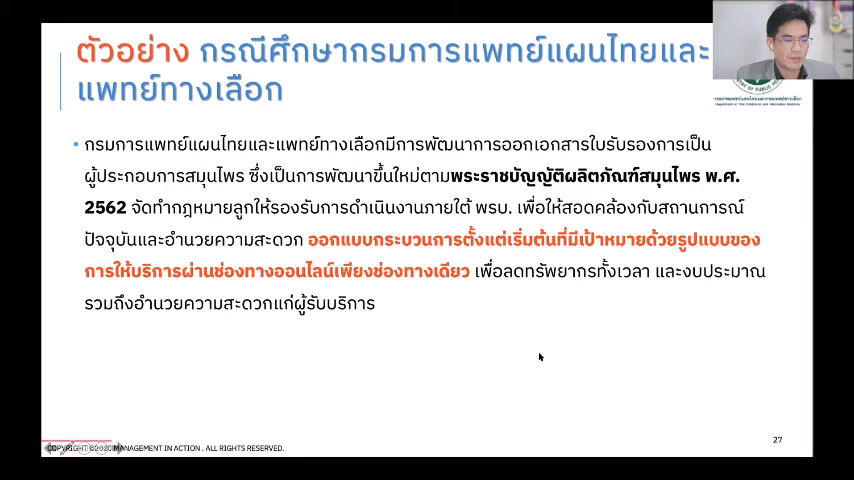 ตัวอย่าง กรณีศึกษากรมการแพทย์แผนไทยและ
แพทย์ทางเลือก
• กรมการแพทย์แผนไทยและแพทย์ทางเลือกมีการพัฒนาการออกเอกสารใบรับรองการเป็น
ผู้ประกอบการสมุนไพร ซึ่งเป็นการพัฒนาขึ้นใหม่ตามพระราชบัญญัติผลิตภัณฑ์สมุนไพร พ.ศ.
2562 จัดทำกฎหมายลูกให้รองรับการดำเนินงานภายใต้ พรบ. เพื่อให้สอดคล้องกับสถานการณ์
ปัจจุบันและอำนวยความสะดวก ออกแบบกระบวนการตั้งแต่เริ่มต้นที่มีเป้าหมายด้วยรูปแบบของ
การให้บริการผ่านช่องทางออนไลน์เพียงช่องทางเดียว เพื่อลดทรัพยากรทั้งเวลา และงบประมาณ
รวมถึงอำนวยความสะดวกแก่ผู้รับบริการ
COPYRIGHT ©2020 MANAGEMENT IN ACTION . ALL RIGHTS RESERVED.
27